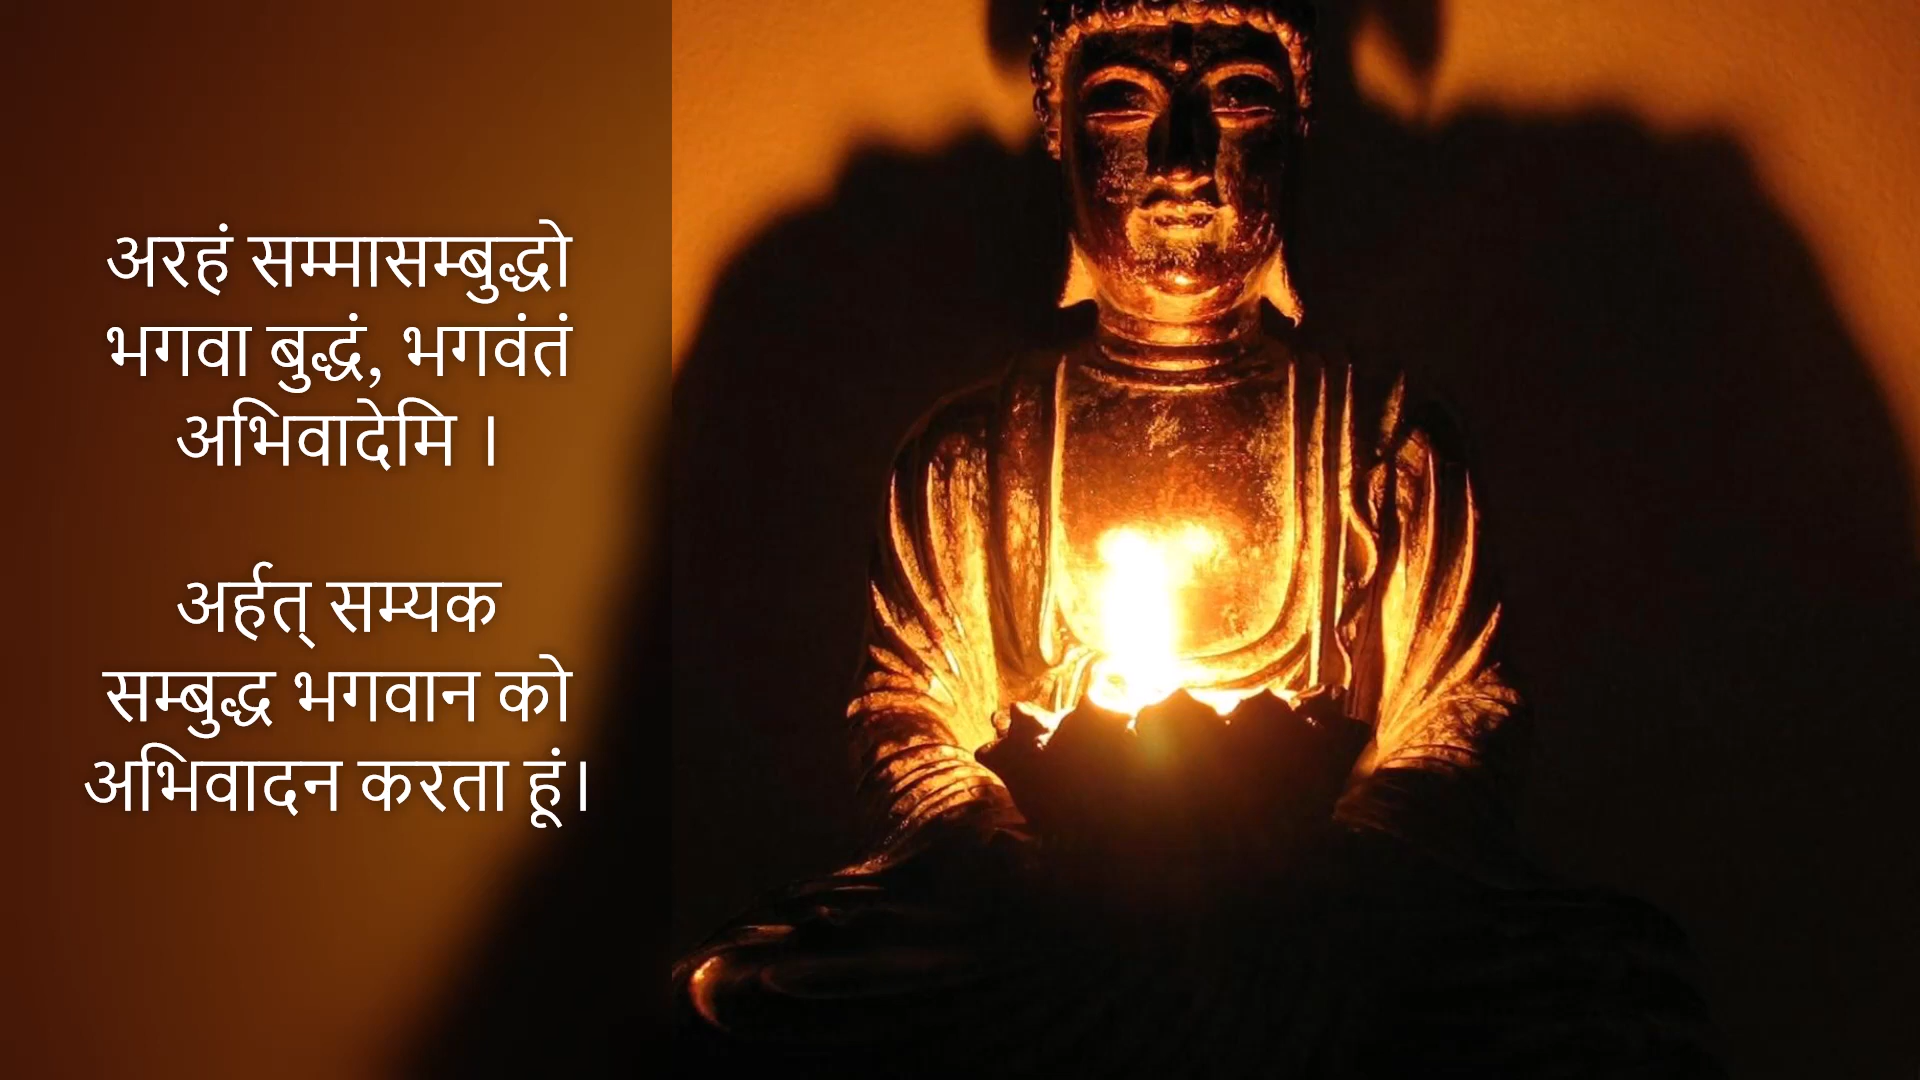 अरहं सम्मासम्बुद्धो
भगवा बुद्धं, भगवंतं
अभिवादेमि ।
अर्हत् सम्यक
सम्बुद्ध भगवान को
अभिवादन करता हूं।